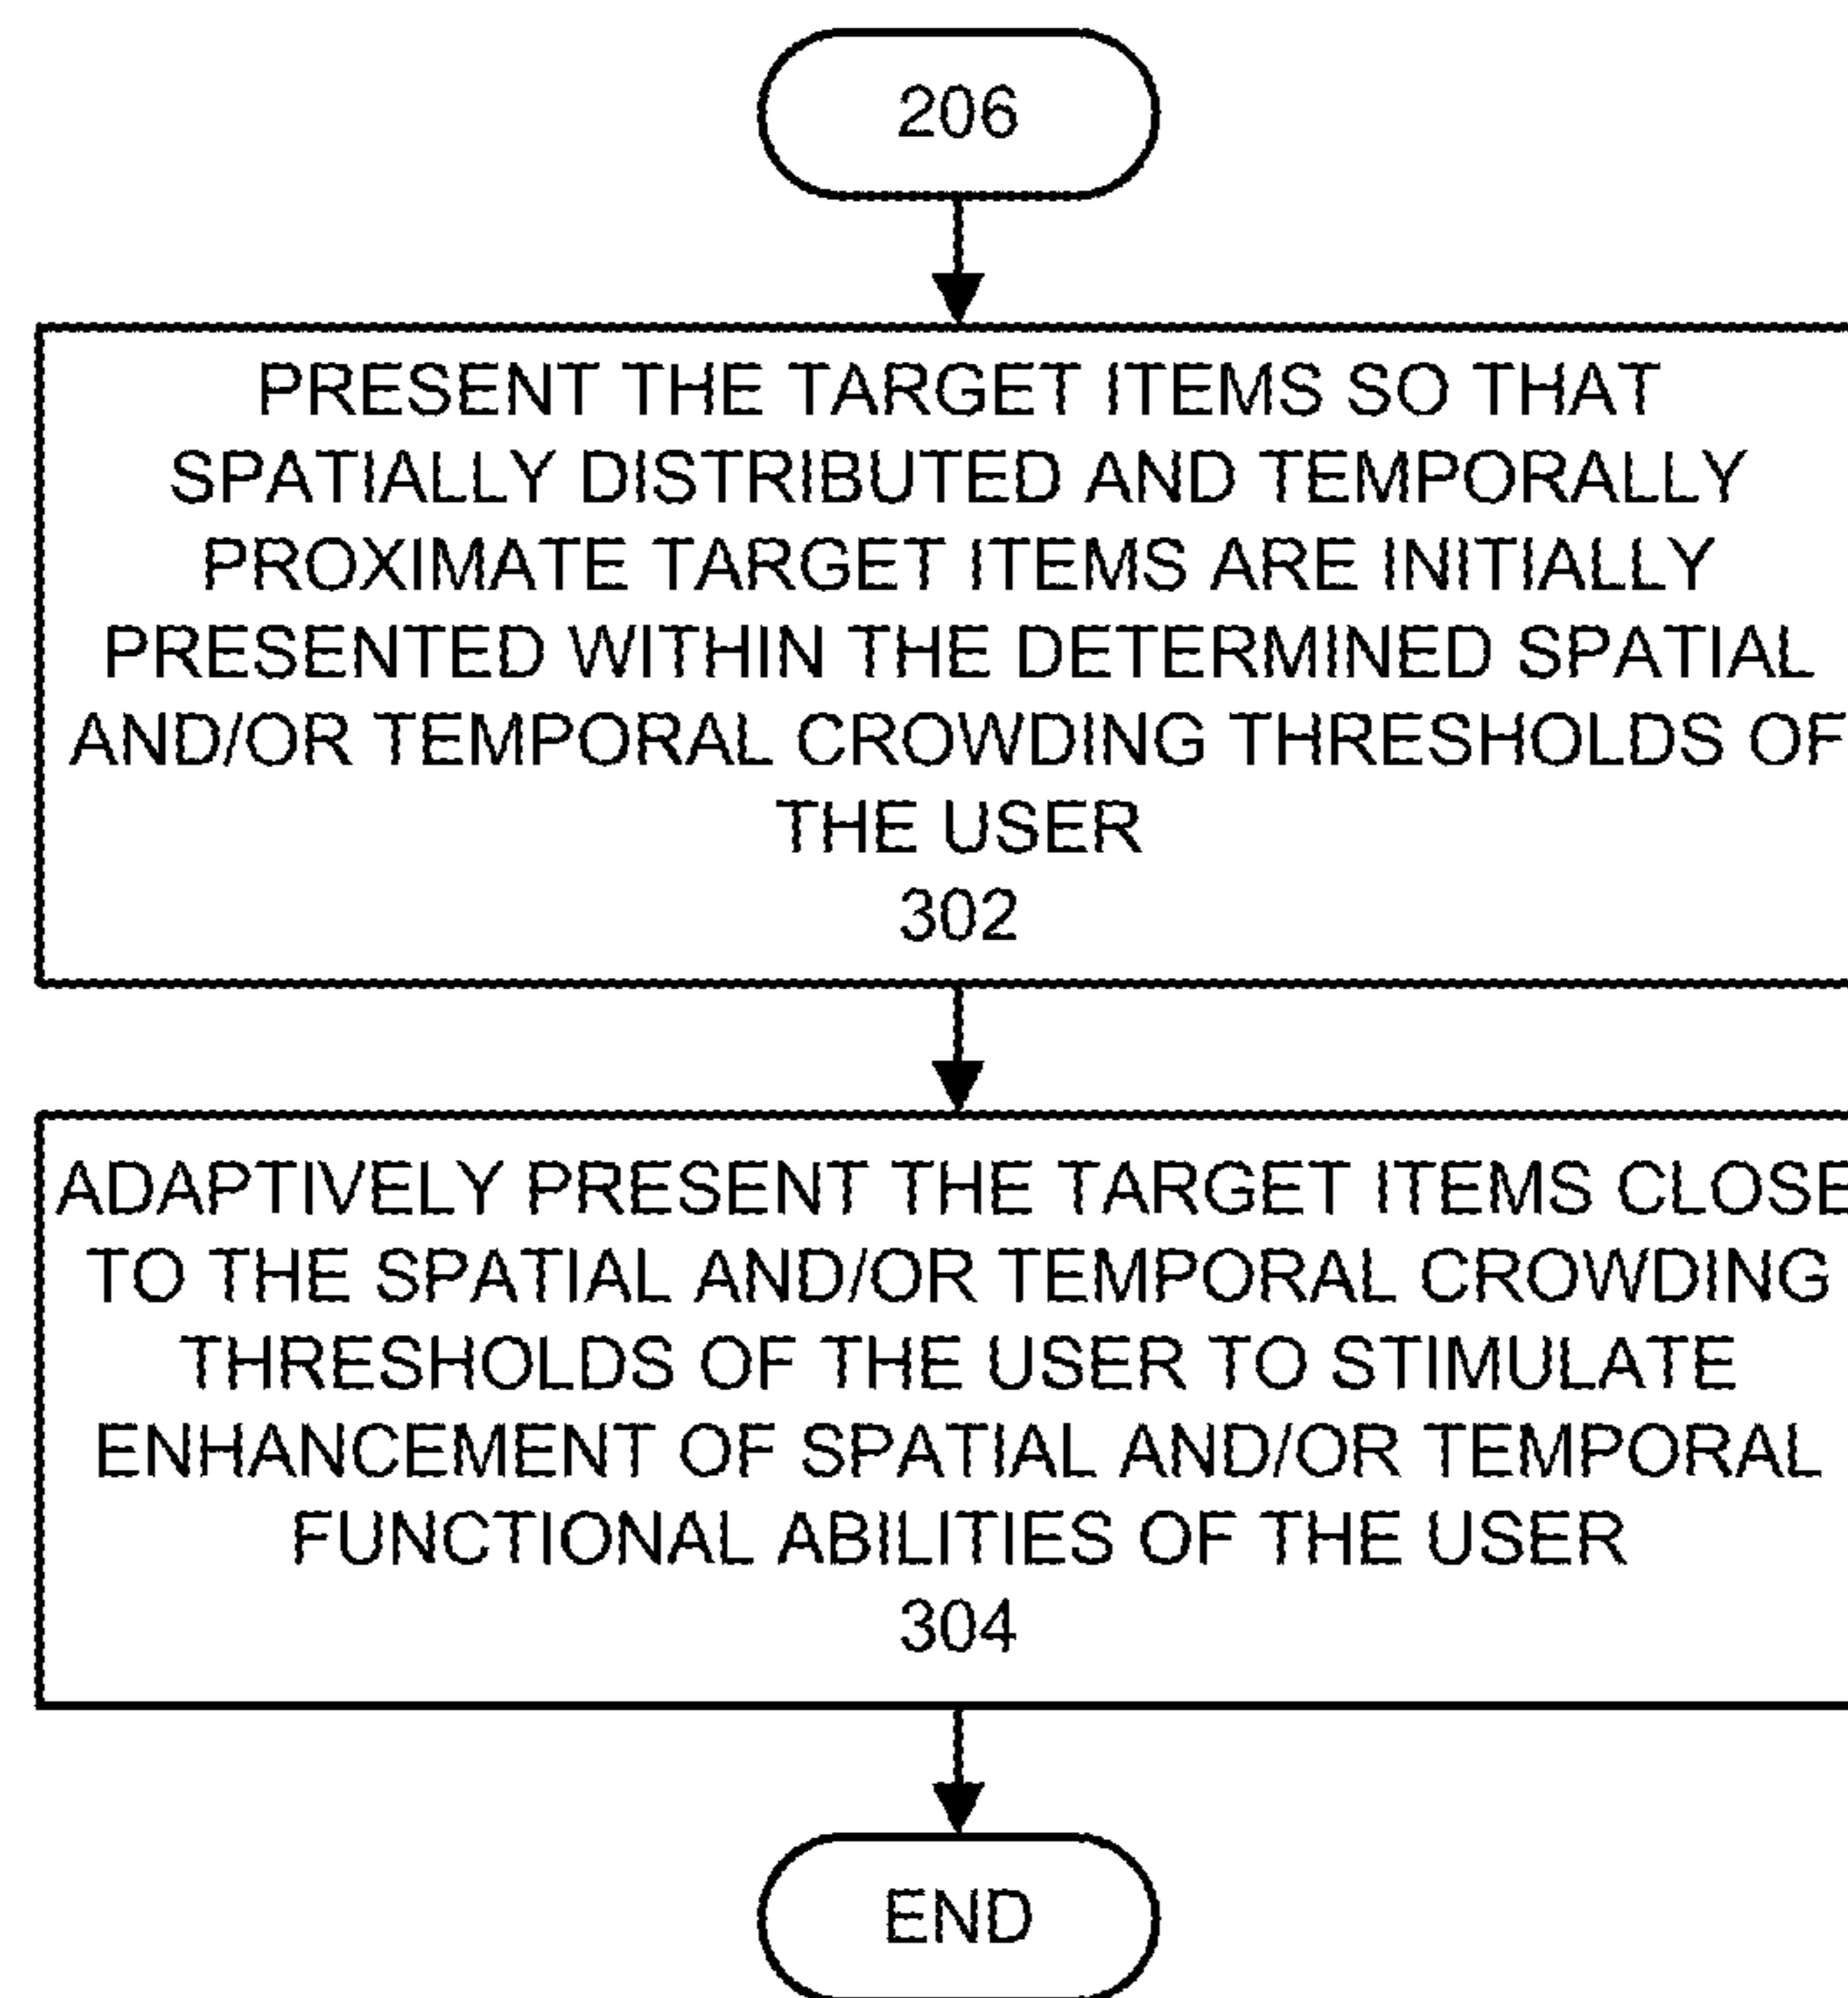 206
PRESENT THE TARGET ITEMS SO THAT
SPATIALLY DISTRIBUTED AND TEMPORALLY
PROXIMATE TARGET ITEMS ARE INITIALLY
PRESENTED WITHIN THE DETERMINED SPATIAL
AND/OR TEMPORAL CROWDING THRESHOLDS OF
THE USER
302
ADAPTIVELY PRESENT THE TARGET ITEMS CLOSE
TO THE SPATIAL AND/OR TEMPORAL CROWDING
THRESHOLDS OF THE USER TO STIMULATE
ENHANCEMENT OF SPATIAL AND/OR TEMPORAL
FUNCTIONAL ABILITIES OF THE USER
304
END